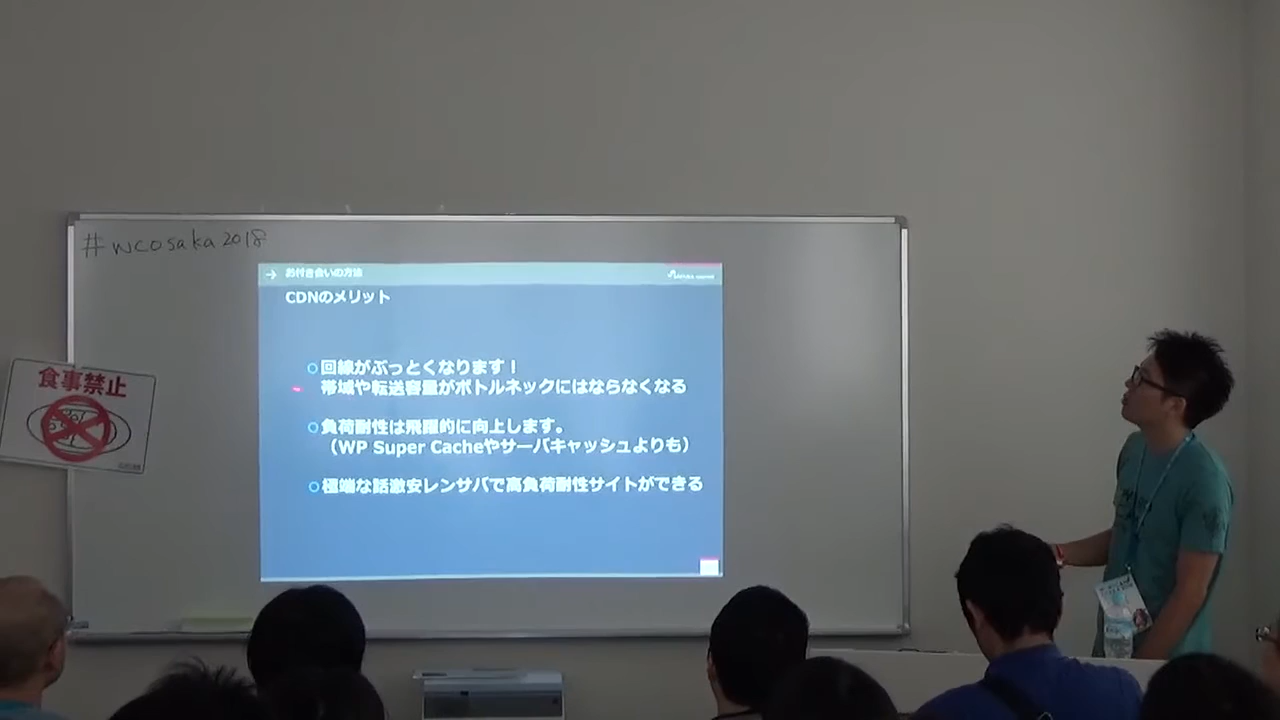 #wcosaka2018
→ お付き合いの方法
CDNのメリット
○回線がぶっとくなります！
帯域や転送容量がボトルネックにはならなくなる
○負荷耐性は飛躍的に向上します。
（WP Super Cacheやサーバキャッシュよりも）
○極端な話激安レンサバで高負荷耐性サイトができる
食事禁止